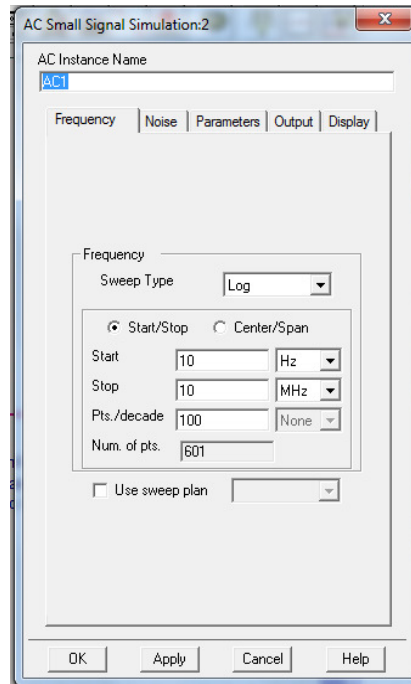 AC Small Signal Simulation:2
AC Instance Name
AC1
Frequency Noise Parameters Output Display
Frequency
Sweep Type Log
Start/Stop Center/Span
Start 10 Hz
Stop 10 MHz
Pts./decade 100 None
Num. of pts. 601
Use sweep plan
OK Apply Cancel Help